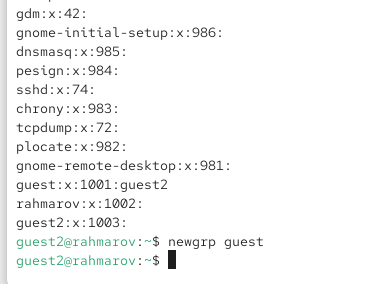 gdm:x:42:
gnome-initial-setup:x:986:
dnsmasq:x:985:
pesign:x:984:
sshd:x:74:
chrony:x:983:
tcpdump:x:72:
plocate:x:982:
gnome-remote-desktop:x:981:
guest:x:1001:guest2
rahmarov:x:1002:
guest2:x:1003:
guest2@rahmarov:~$ newgrp guest
guest2@rahmarov:~$